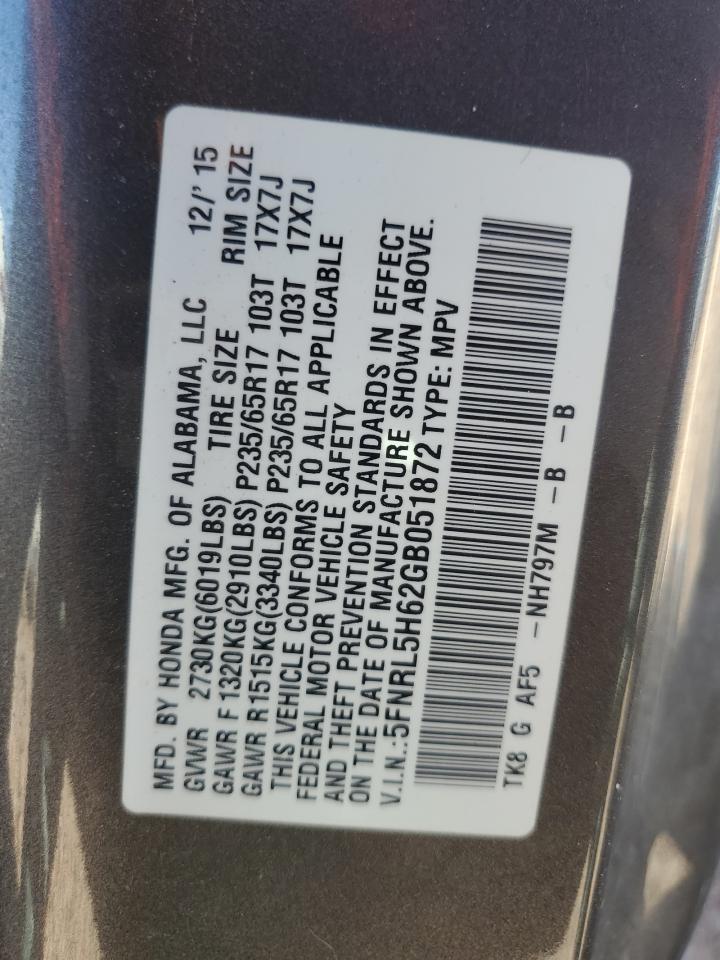 MFD. BY HONDA MFG. OF ALABAMA, LLC 12/' 15
GVWR 2730KG(6019LBS) TIRE SIZE RIM SIZE
GAWR F 1320KG(2910LBS) P235/65R17 103T 17X7J
GAWR R1515KG(3340LBS) P235/65R17 103T 17X7J
THIS VEHICLE CONFORMS TO ALL APPLICABLE
FEDERAL MOTOR VEHICLE SAFETY
AND THEFT PREVENTION STANDARDS IN EFFECT
ON THE DATE OF MANUFACTURE SHOWN ABOVE.
V.I.N.:5FNRL5H62GB051872 TYPE: MPV
TK8 G AF5 -NH797M -B -B